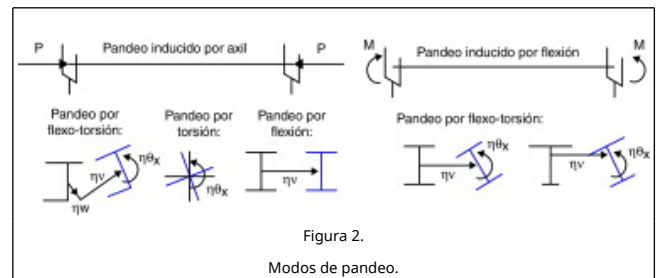 P
Pandeo inducido por axil
P
M
Pandeo inducido por flexión
M
Pandeo por
flexo-torsión:
Pandeo por
torsión:
Pandeo por
flexión:
Pandeo por flexo-torsión:
ηθx
ηv
ηw
ηθx
ηv
ηθx
ηv
ηθx
ηv
Figura 2.
Modos de pandeo.